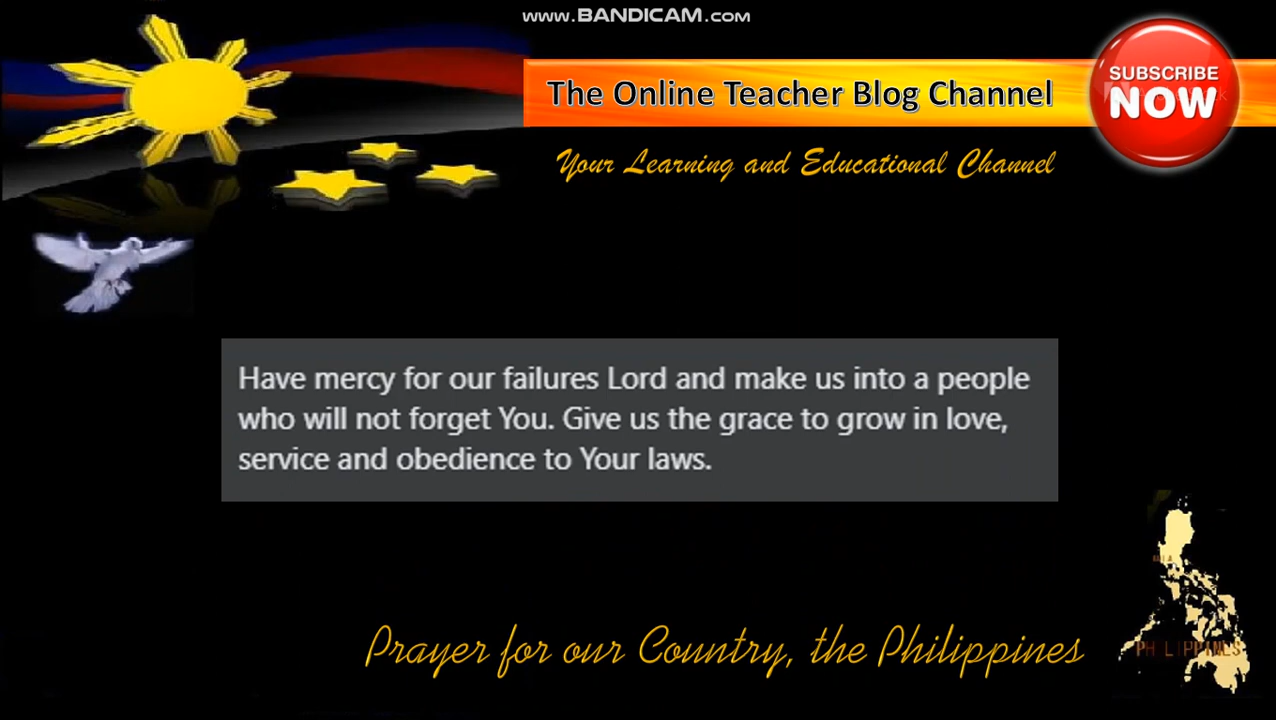 www.BANDICAM.com
The Online Teacher Blog Channel
SUBSCRIBE
NOW
Your Learning and Educational Channel
Have mercy for our failures Lord and make us into a people
who will not forget You. Give us the grace to grow in love,
service and obedience to Your laws.
PHILIPPINES
Prayer for our Country, the Philippines